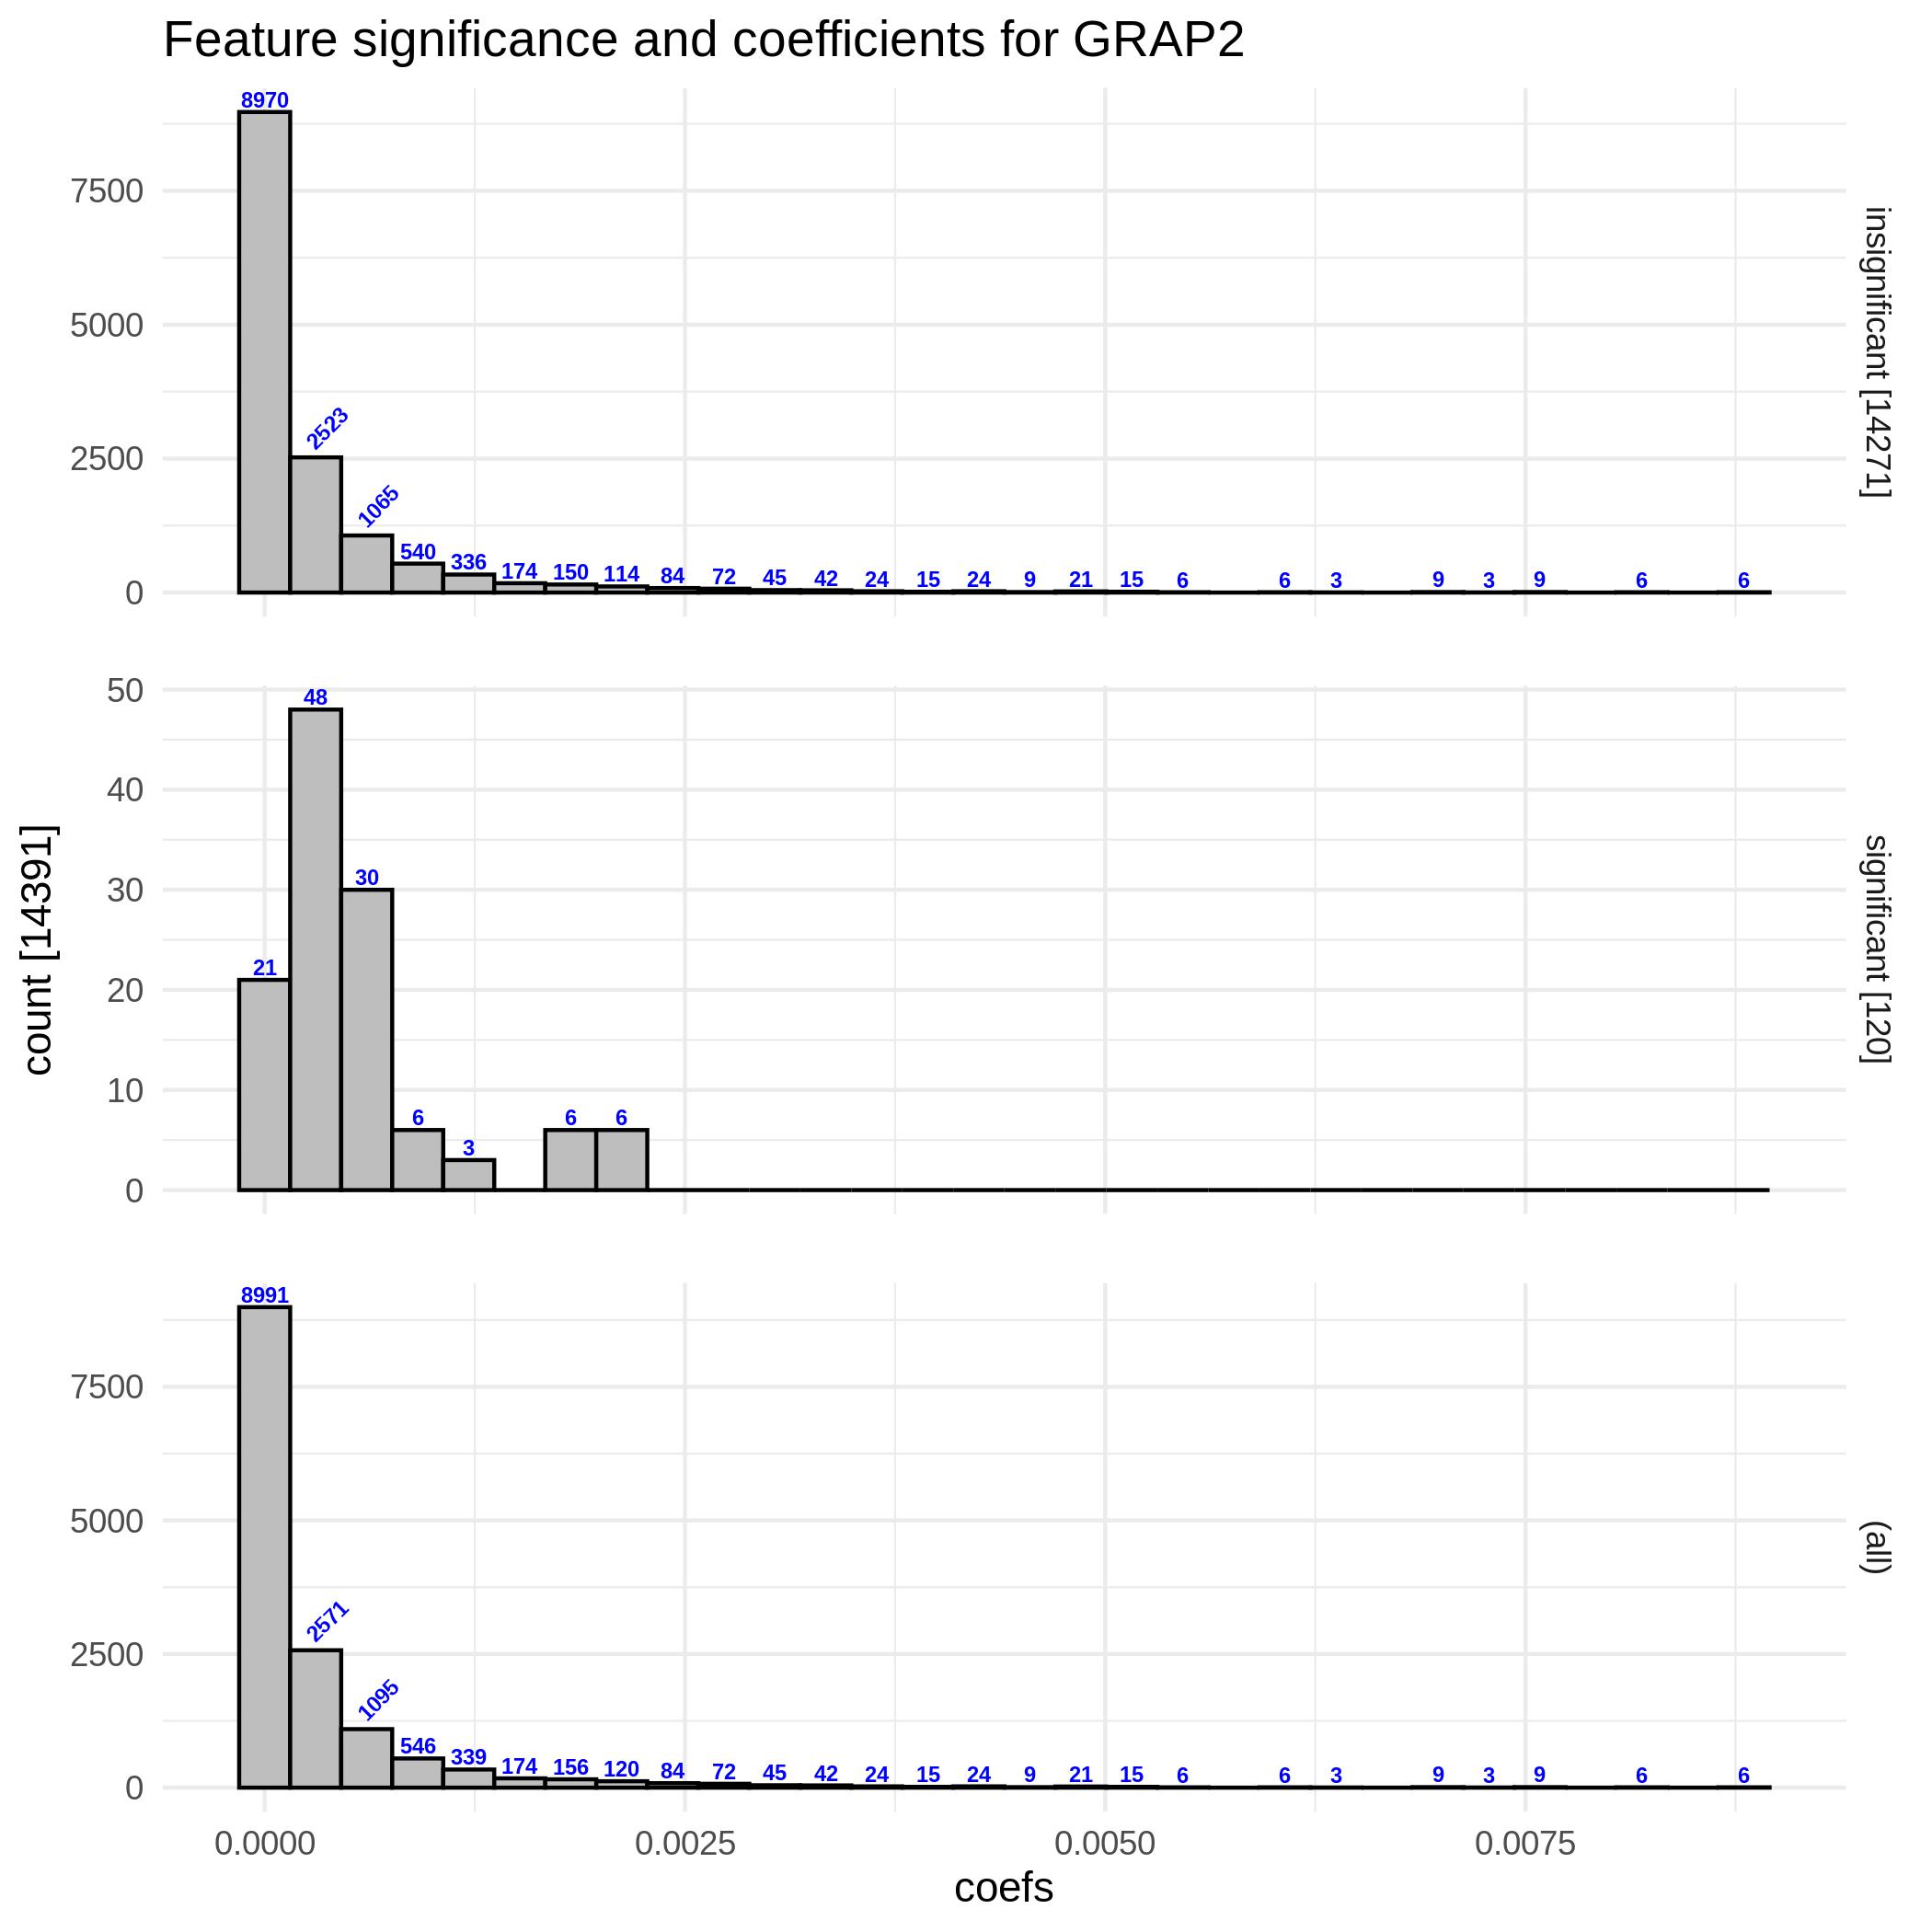 Feature significance and coefficients for GRAP2
8970
7500
5000
2500
0
2523
1065
540 336 174 150 114 84 72 45 42 24 15 24 9 21 15 6 6 3 9 3 9 6 6
insignificant [14271]
count [14391]
50
40
30
20
10
0
48
30
21
6 3 6 6
significant [120]
8991
7500
5000
2500
0
2571
1095
546 339 174 156 120 84 72 45 42 24 15 24 9 21 15 6 6 3 9 3 9 6 6
(all)
0.0000 0.0025 0.0050 0.0075
coefs